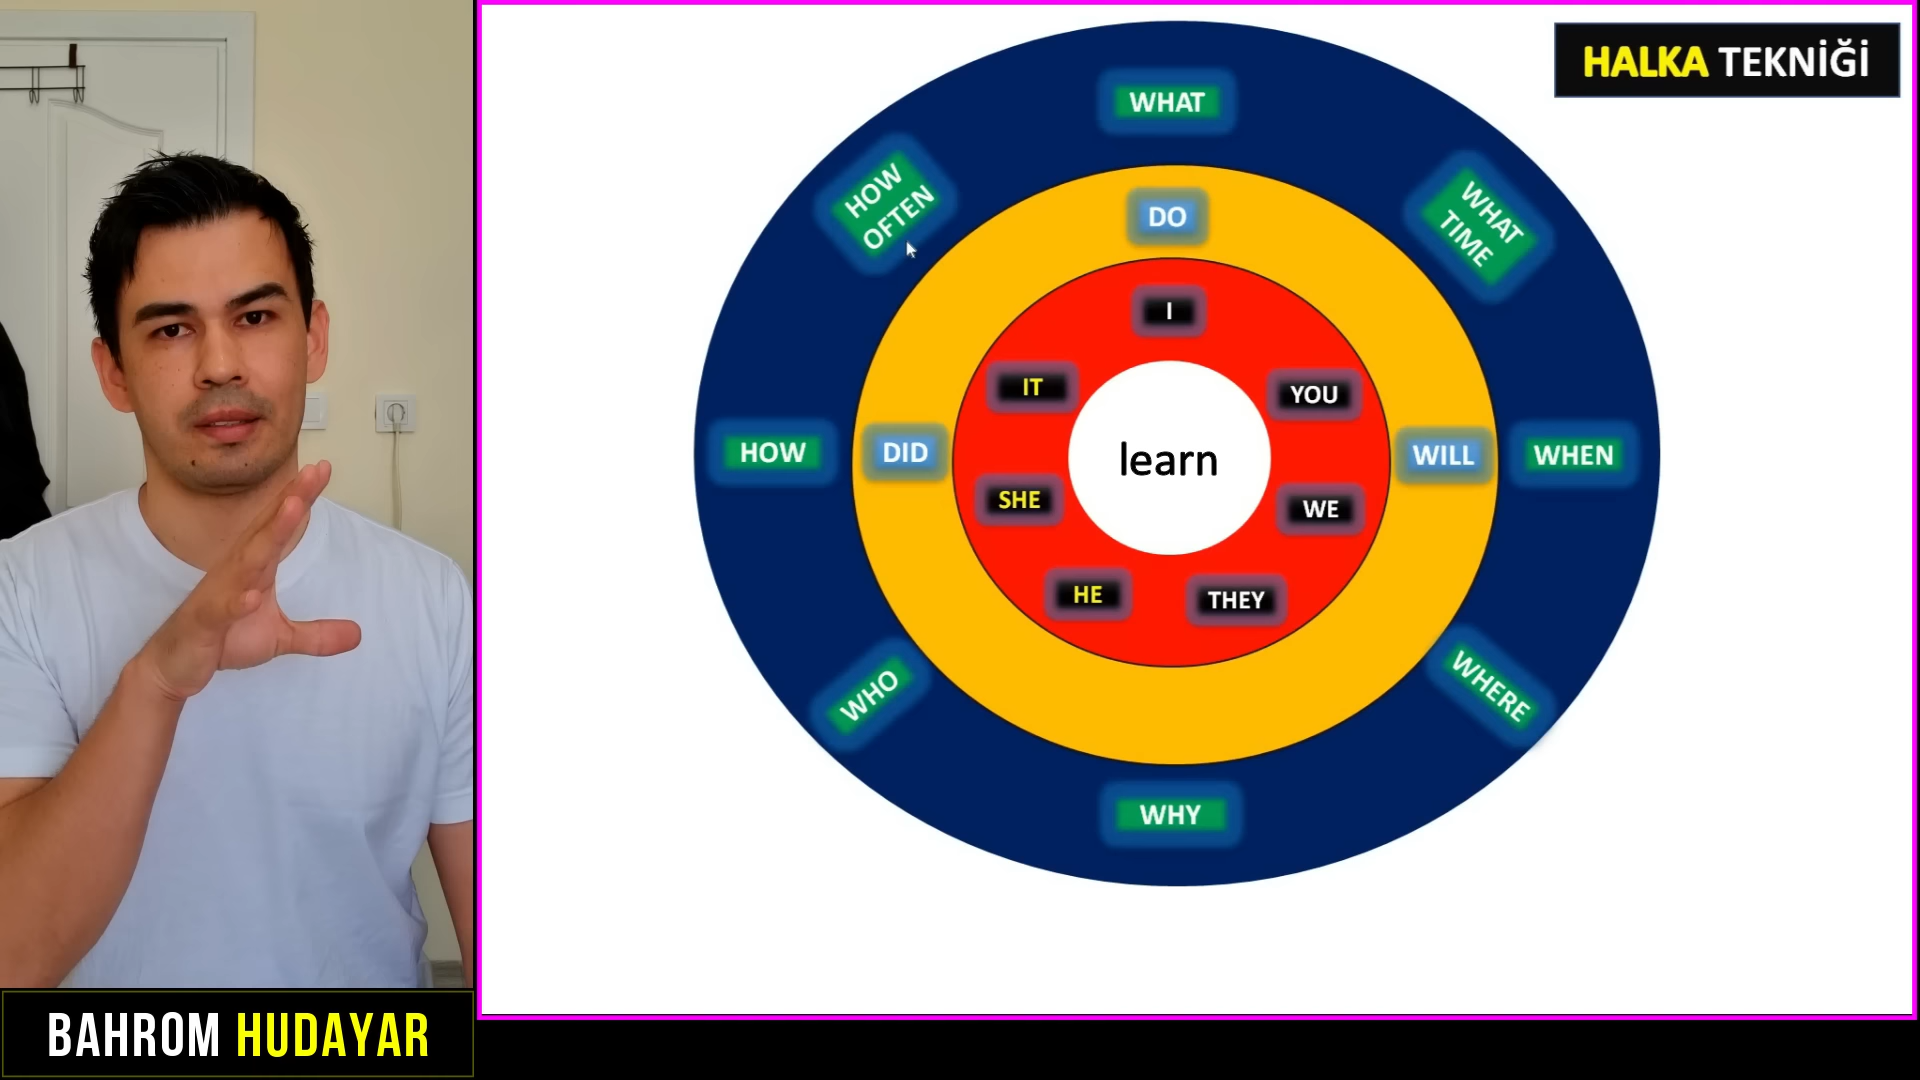 HALKA TEKNİĞİ
WHAT
HOW
OFTEN
WHAT
TIME
DO
I
IT
YOU
HOW
DID
learn
WILL
WHEN
SHE
WE
HE
THEY
WHO
WHERE
WHY
BAHROM HUDAYAR